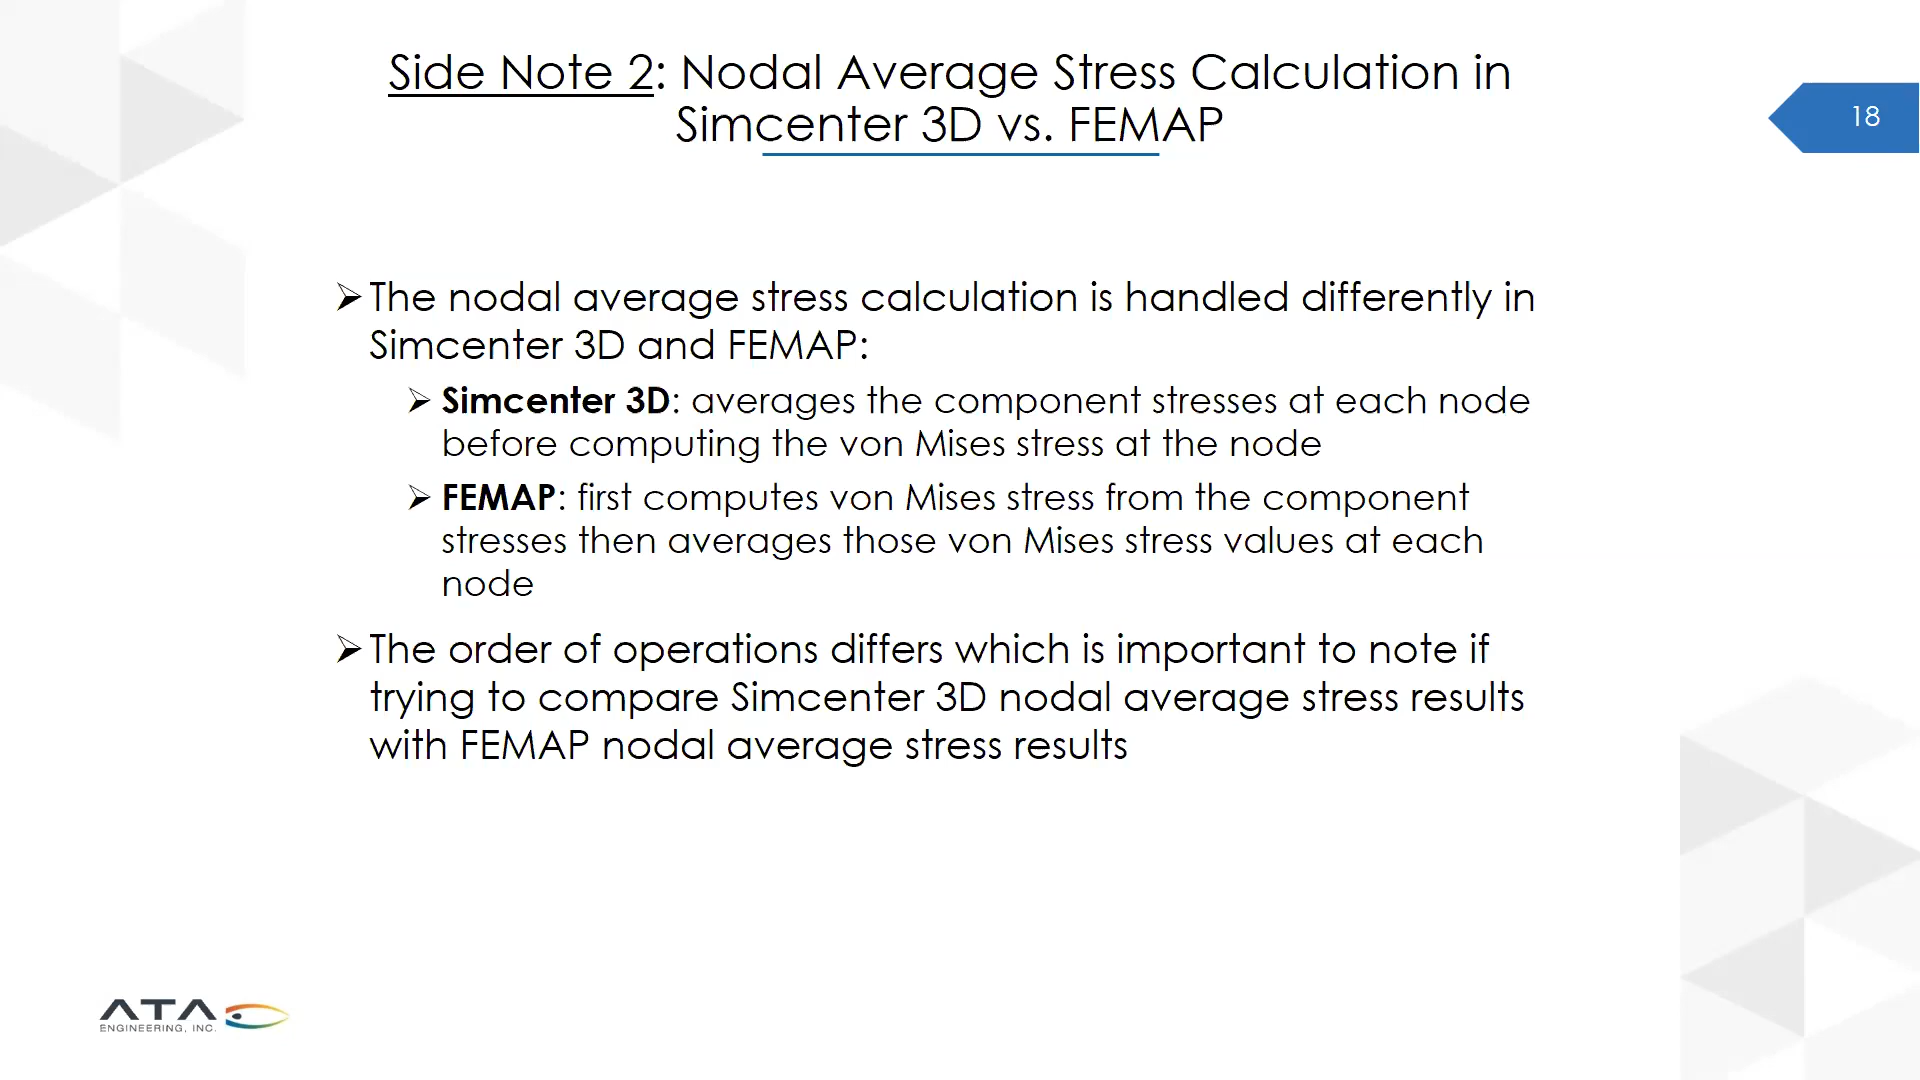 Side Note 2: Nodal Average Stress Calculation in
Simcenter 3D vs. FEMAP
18
➢ The nodal average stress calculation is handled differently in
Simcenter 3D and FEMAP:
➢ Simcenter 3D: averages the component stresses at each node
before computing the von Mises stress at the node
➢ FEMAP: first computes von Mises stress from the component
stresses then averages those von Mises stress values at each
node
➢ The order of operations differs which is important to note if
trying to compare Simcenter 3D nodal average stress results
with FEMAP nodal average stress results
ATA
ENGINEERING, INC.